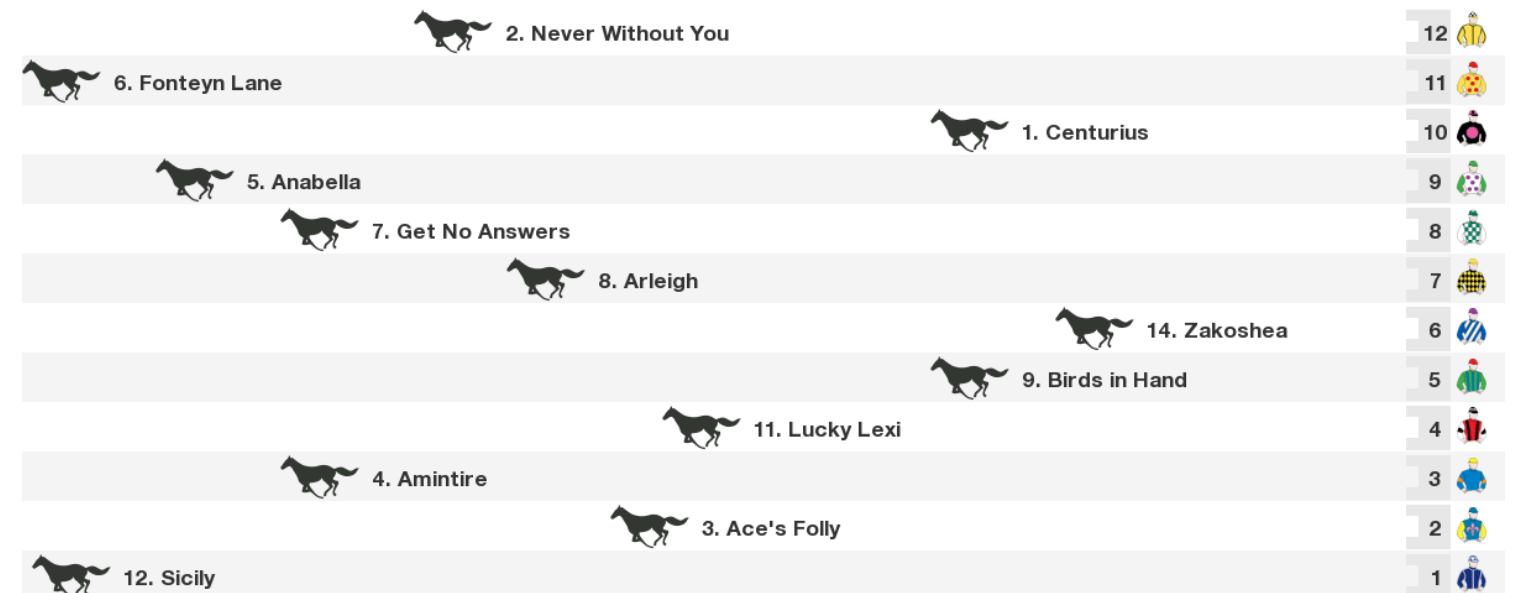 2. Never Without You 12
6. Fonteyn Lane 11
1. Centurius 10
5. Anabella 9
7. Get No Answers 8
8. Arleigh 7
14. Zakoshea 6
9. Birds in Hand 5
11. Lucky Lexi 4
4. Amintire 3
3. Ace's Folly 2
12. Sicily 1